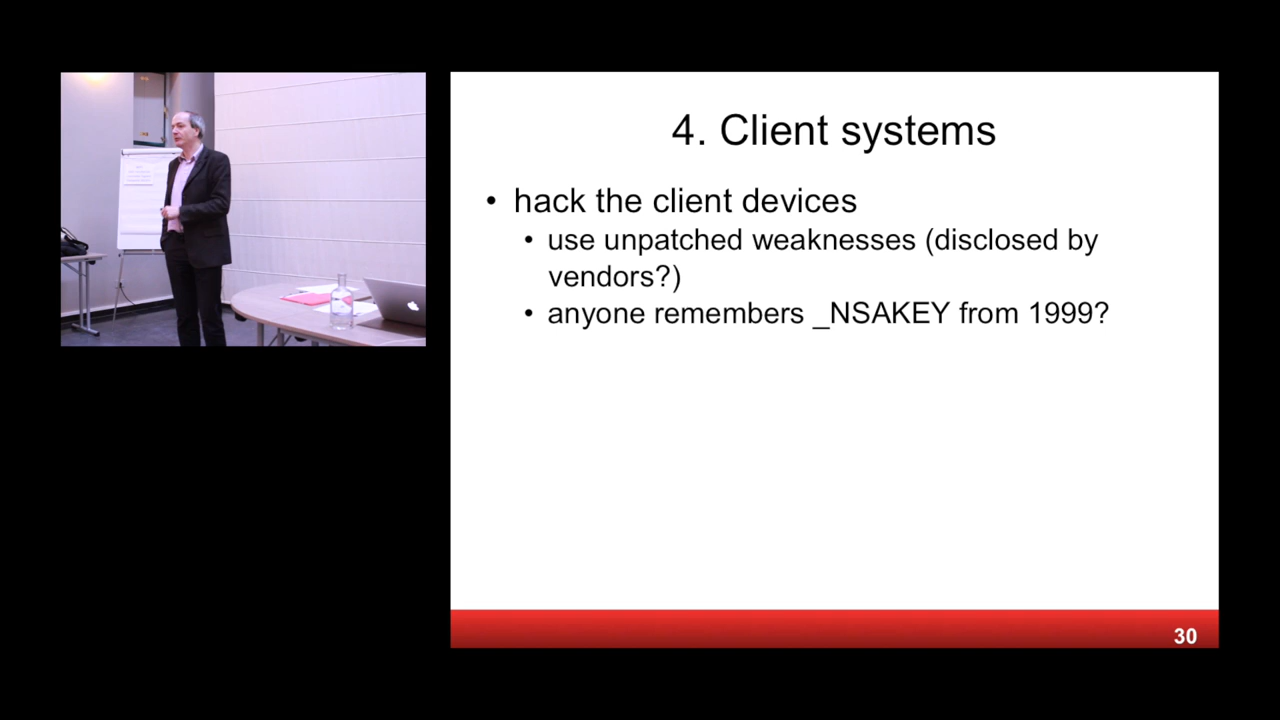 4. Client systems
• hack the client devices
• use unpatched weaknesses (disclosed by
vendors?)
• anyone remembers _NSAKEY from 1999?
30